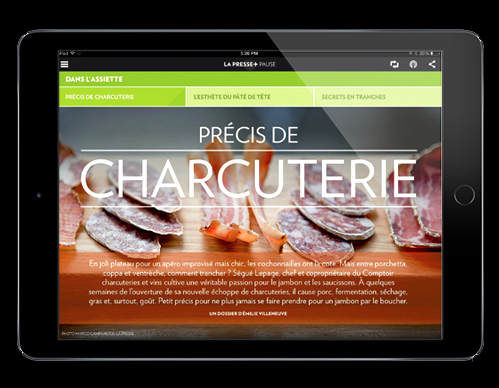 iPad
5:26 PM
20%
LA PRESSE+ PAUSE
DANS L'ASSIETTE
PRÉCIS DE CHARCUTERIE
L'ESTHÈTE DU PÂTÉ DE TÊTE
SECRETS EN TRANCHES
PRÉCIS DE
CHARCUTERIE
En joli plateau pour un apéro improvisé mais chic, les cochonnailles ont la cote. Mais entre porchetta,
coppa et ventrèche, comment trancher ? Ségué Lepage, chef et copropriétaire du Comptoir
charcuteries et vins cultive une véritable passion pour le jambon et les saucissons. À quelques
semaines de l'ouverture de sa nouvelle échoppe de charcuteries, il cause porc, fermentation, séchage,
gras et, surtout, goût. Petit précis pour ne plus jamais se faire prendre pour un jambon par le boucher.
UN DOSSIER D'ÉMILIE VILLENEUVE
PHOTO MARCO CAMPANOZZI, LA PRESSE